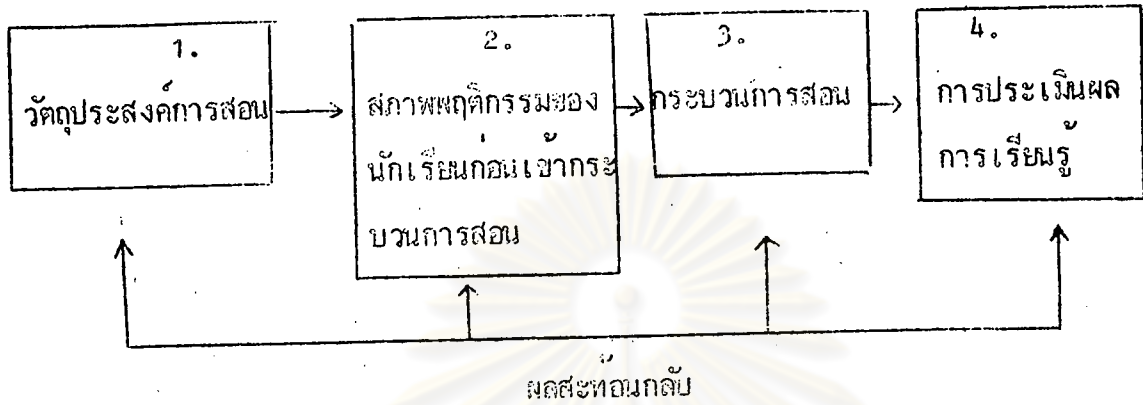 1.
วัตถุประสงค์การสอน
2.
สภาพพฤติกรรมของ
นักเรียนก่อนเข้ากระ
บวนการสอน
3.
กระบวนการสอน
4.
การประเมินผล
การเรียนรู้
ผลสะท้อนกลับ